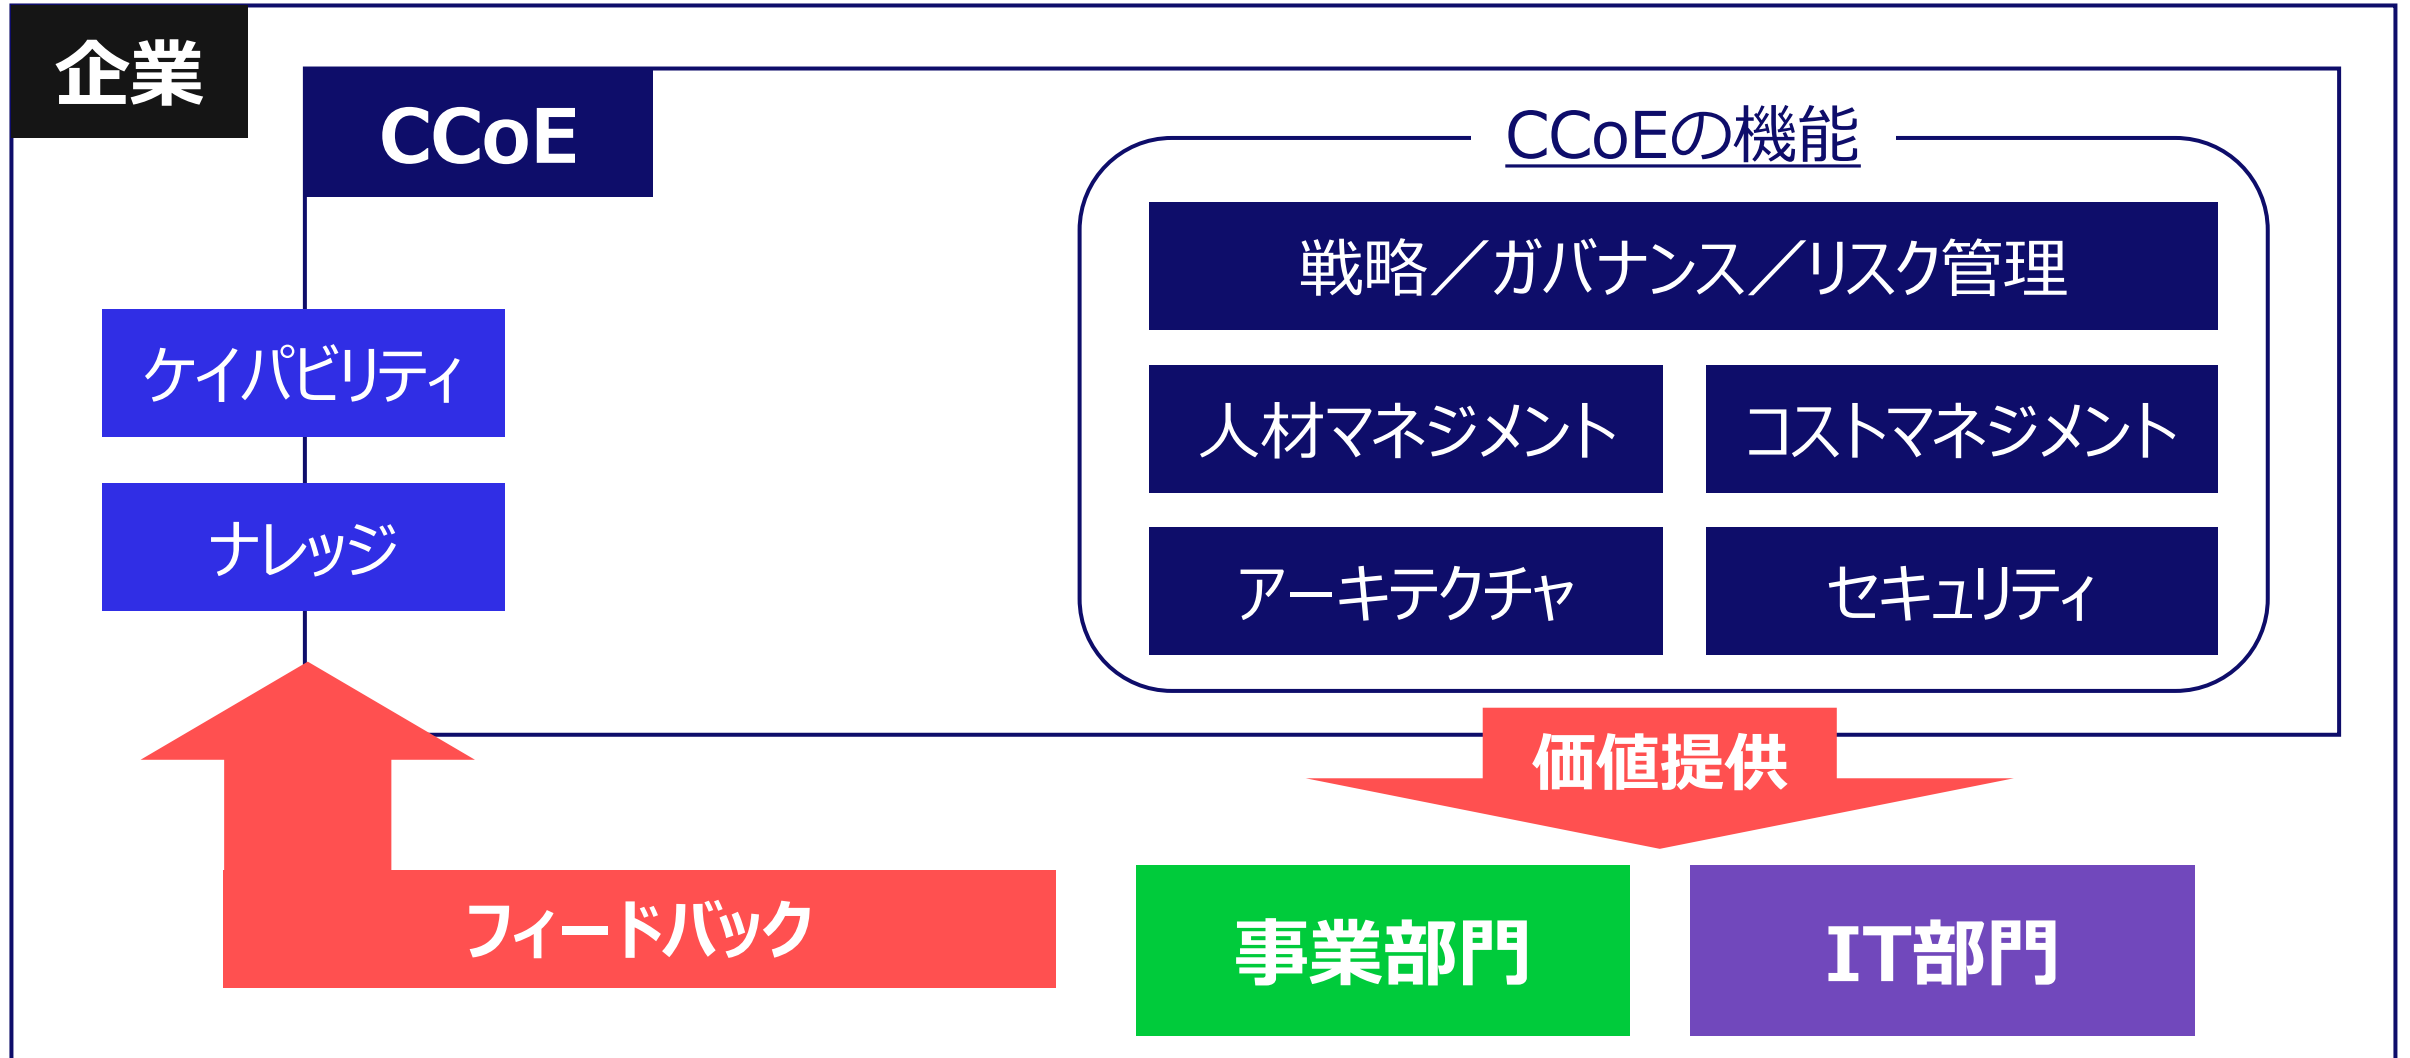 企業
CCoE
CCoEの機能
戦略／ガバナンス／リスク管理
ケイパビリティ
人材マネジメント
コストマネジメント
ナレッジ
アーキテクチャ
セキュリティ
価値提供
フィードバック
事業部門
IT部門